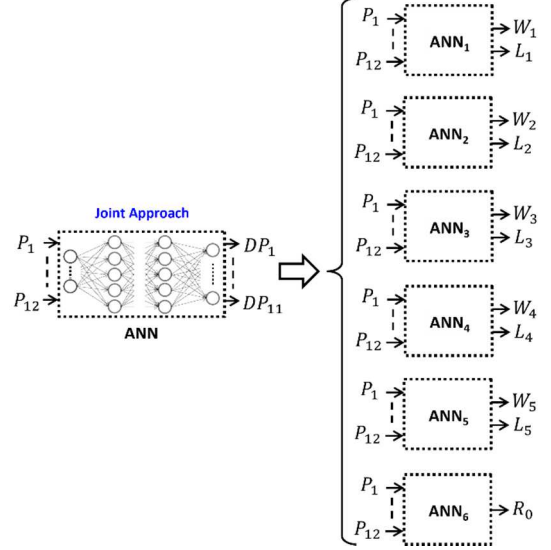 Joint Approach
P₁
P₁₂
DP₁
DP₁₁
ANN
P₁
P₁₂
ANN₁
W₁
L₁
P₁
P₁₂
ANN₂
W₂
L₂
P₁
P₁₂
ANN₃
W₃
L₃
P₁
P₁₂
ANN₄
W₄
L₄
P₁
P₁₂
ANN₅
W₅
L₅
P₁
P₁₂
ANN₆
R₀